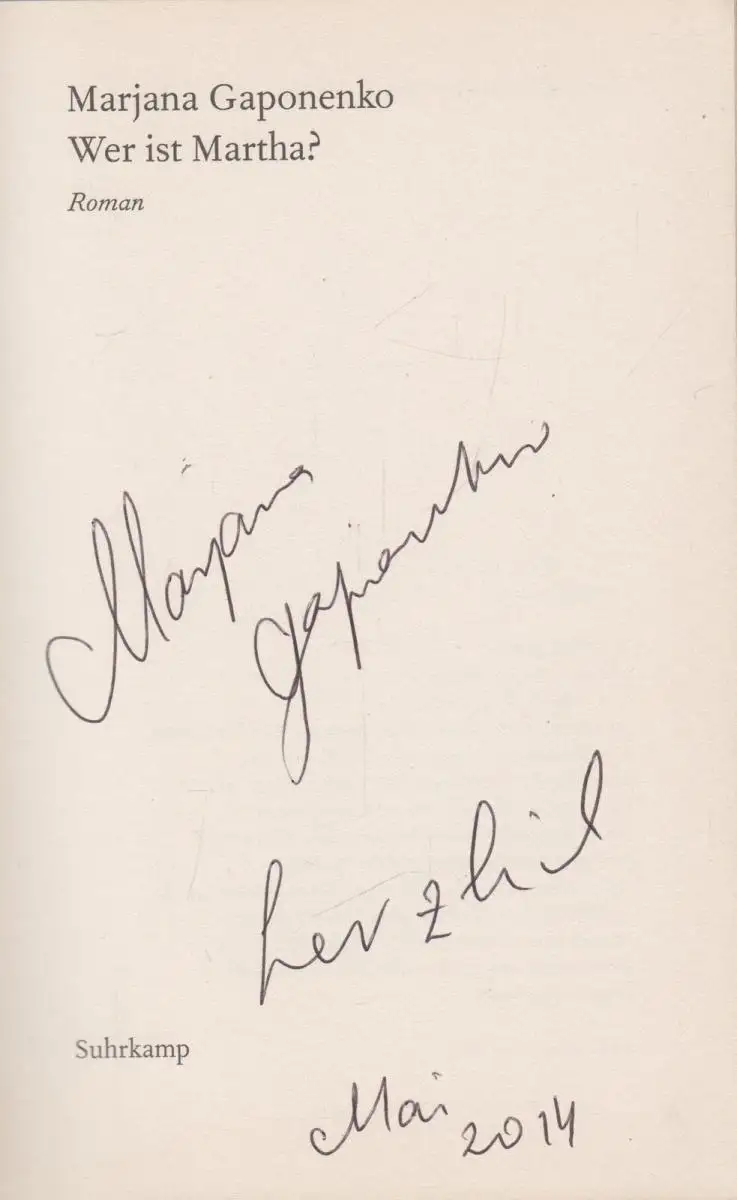 Marjana Gaponenko
Wer ist Martha?
Roman
Marjana
Gaponenko
herzlich
Suhrkamp
Mai
2014